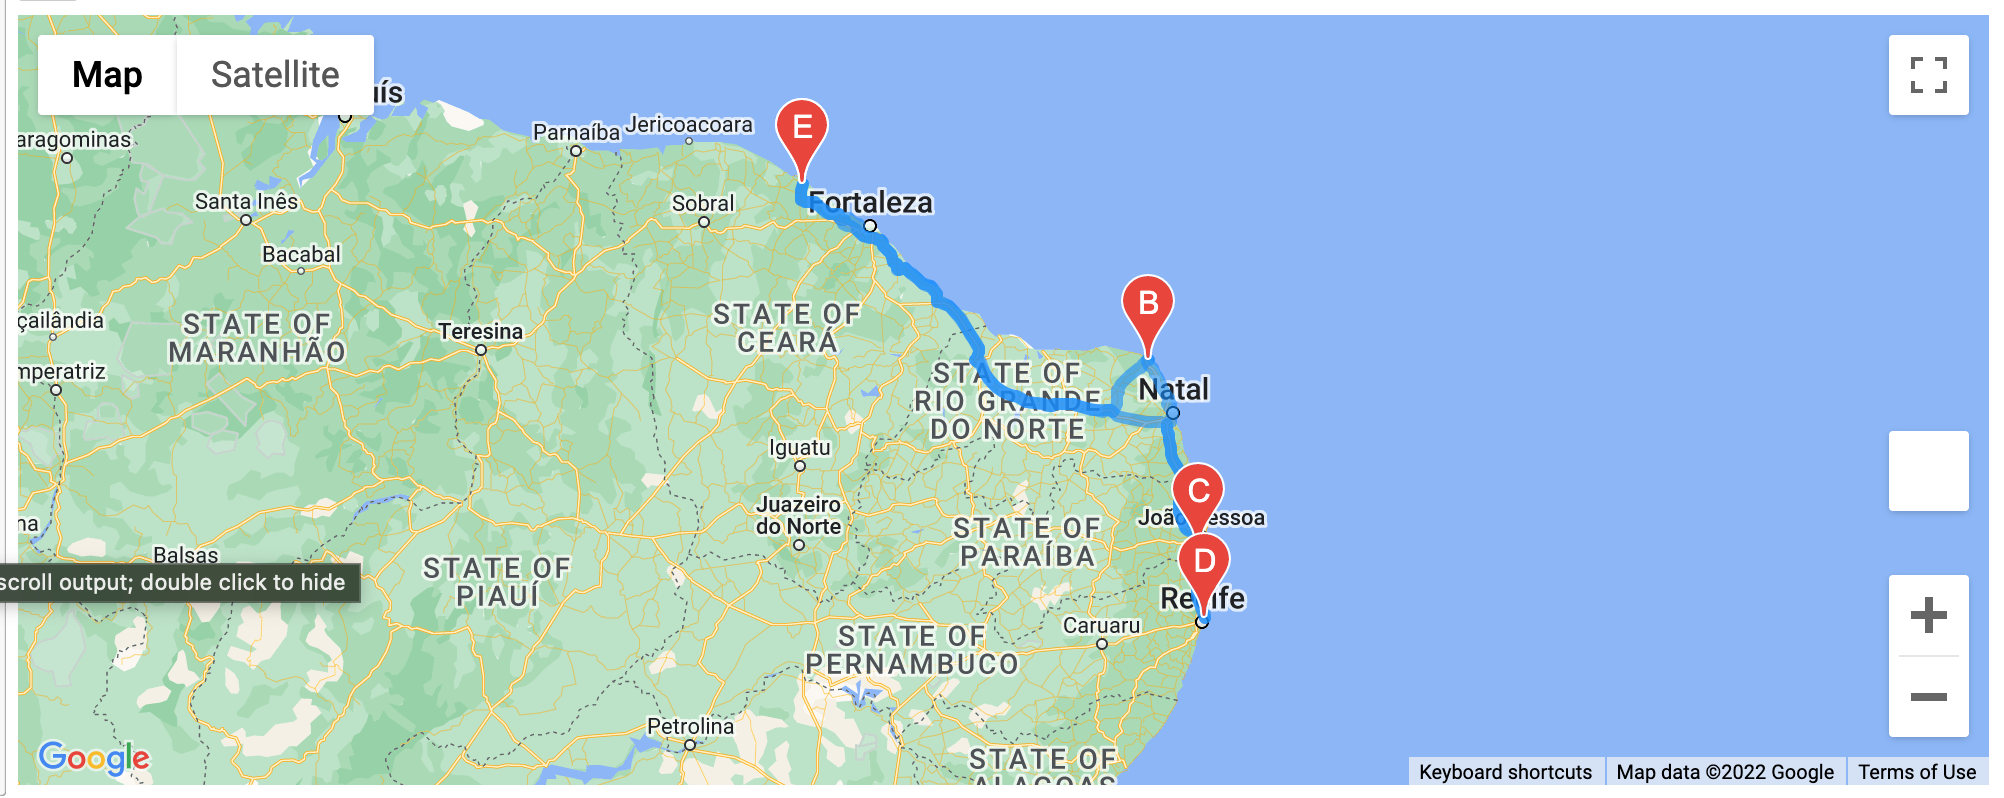 Map
Satellite
uís
aragominas
Parnaíba
Jericoacoara
E
Santa Inês
Sobral
Fortaleza
Bacabal
B
çailândia
STATE OF
MARANHÃO
Teresina
STATE OF
CEARÁ
mperatriz
STATE OF
RIO GRANDE
DO NORTE
Natal
Iguatu
C
Juazeiro
do Norte
João Pessoa
na
STATE OF
PARAÍBA
Balsas
D
scroll output; double click to hide
STATE OF
PIAUÍ
Recife
Caruaru
STATE OF
PERNAMBUCO
Petrolina
STATE OF
ALAGOAS
Google
Keyboard shortcuts
Map data ©2022 Google
Terms of Use